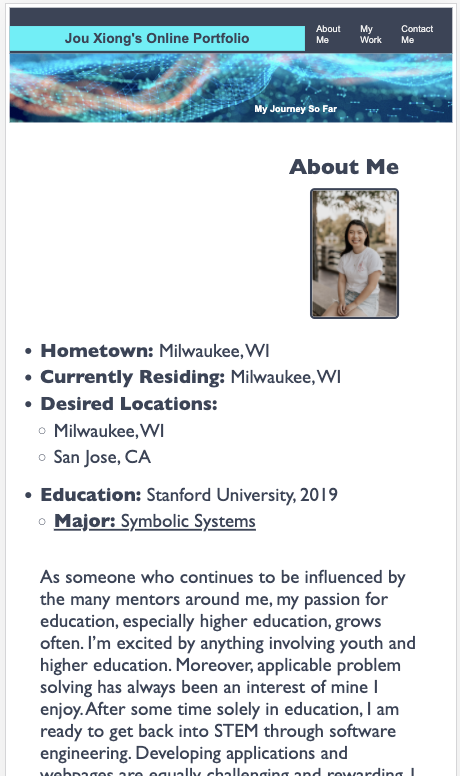 Jou Xiong's Online Portfolio
About Me
My Work
Contact Me
My Journey So Far
About Me
Hometown: Milwaukee, WI
Currently Residing: Milwaukee, WI
Desired Locations:
Milwaukee, WI
San Jose, CA
Education: Stanford University, 2019
Major: Symbolic Systems
As someone who continues to be influenced by
the many mentors around me, my passion for
education, especially higher education, grows
often. I'm excited by anything involving youth and
higher education. Moreover, applicable problem
solving has always been an interest of mine I
enjoy. After some time solely in education, I am
ready to get back into STEM through software
engineering. Developing applications and
webpages are equally challenging and rewarding. I